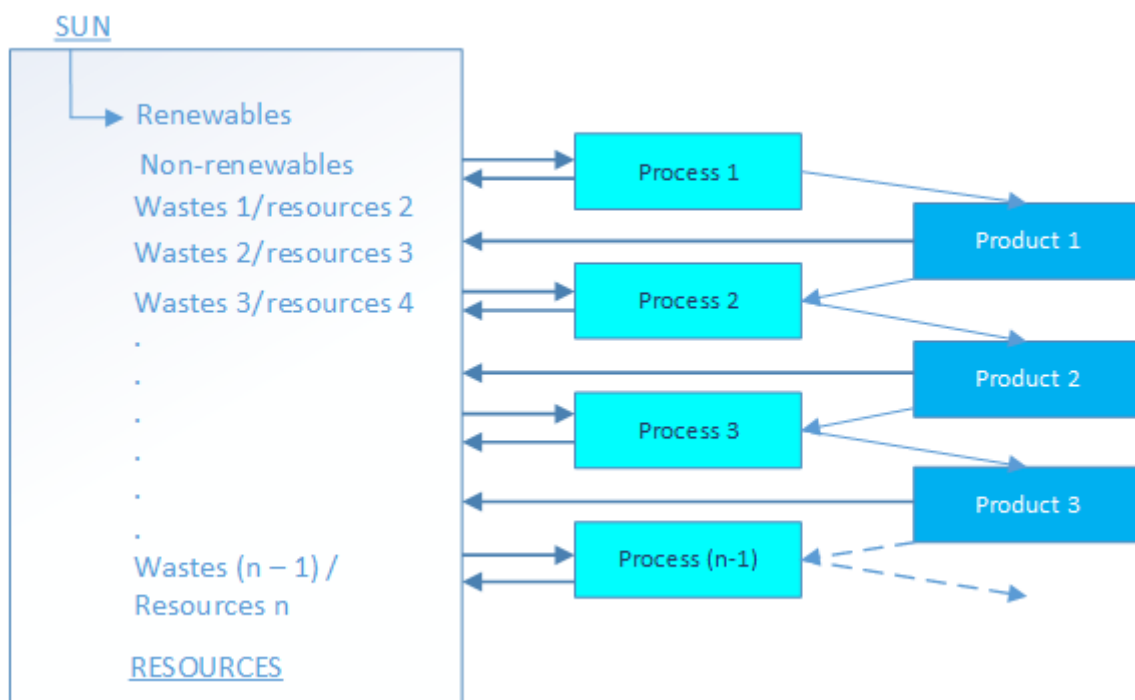 SUN
Renewables
Non-renewables
Wastes 1/resources 2
Wastes 2/resources 3
Wastes 3/resources 4
.
.
.
.
.
.
Wastes (n – 1) /
Resources n
RESOURCES
Process 1
Product 1
Process 2
Product 2
Process 3
Product 3
Process (n-1)